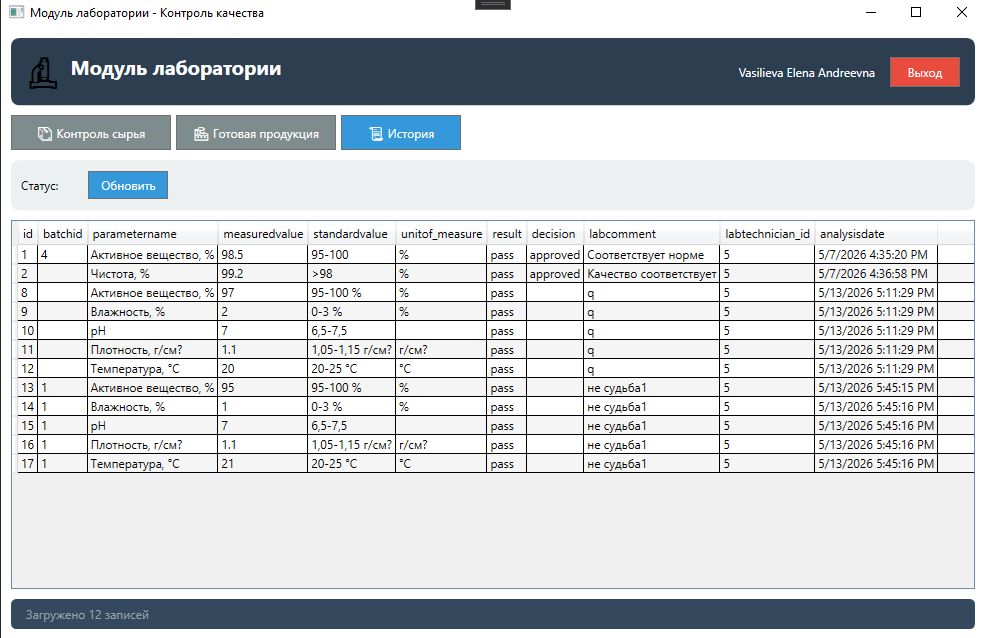 Модуль лаборатории - Контроль качества
Модуль лаборатории
Vasilieva Elena Andreevna
Выход
Контроль сырья
Готовая продукция
История
Статус:
Обновить
id batchid parametername measuredvalue standardvalue unitof_measure result decision labcomment labtechnician_id analysisdate
1 4 Активное вещество, % 98.5 95-100 % pass approved Соответствует норме 5 5/7/2026 4:35:20 PM
2 Чистота, % 99.2 >98 % pass approved Качество соответствует 5 5/7/2026 4:36:58 PM
8 Активное вещество, % 97 95-100 % % pass q 5 5/13/2026 5:11:29 PM
9 Влажность, % 2 0-3 % % pass q 5 5/13/2026 5:11:29 PM
10 pH 7 6,5-7,5 pass q 5 5/13/2026 5:11:29 PM
11 Плотность, г/см? 1.1 1,05-1,15 г/см? г/см? pass q 5 5/13/2026 5:11:29 PM
12 Температура, °C 20 20-25 °C °C pass q 5 5/13/2026 5:11:29 PM
13 1 Активное вещество, % 95 95-100 % % pass не судьба1 5 5/13/2026 5:45:15 PM
14 1 Влажность, % 1 0-3 % % pass не судьба1 5 5/13/2026 5:45:16 PM
15 1 pH 7 6,5-7,5 pass не судьба1 5 5/13/2026 5:45:16 PM
16 1 Плотность, г/см? 1.1 1,05-1,15 г/см? г/см? pass не судьба1 5 5/13/2026 5:45:16 PM
17 1 Температура, °C 21 20-25 °C °C pass не судьба1 5 5/13/2026 5:45:16 PM
Загружено 12 записей